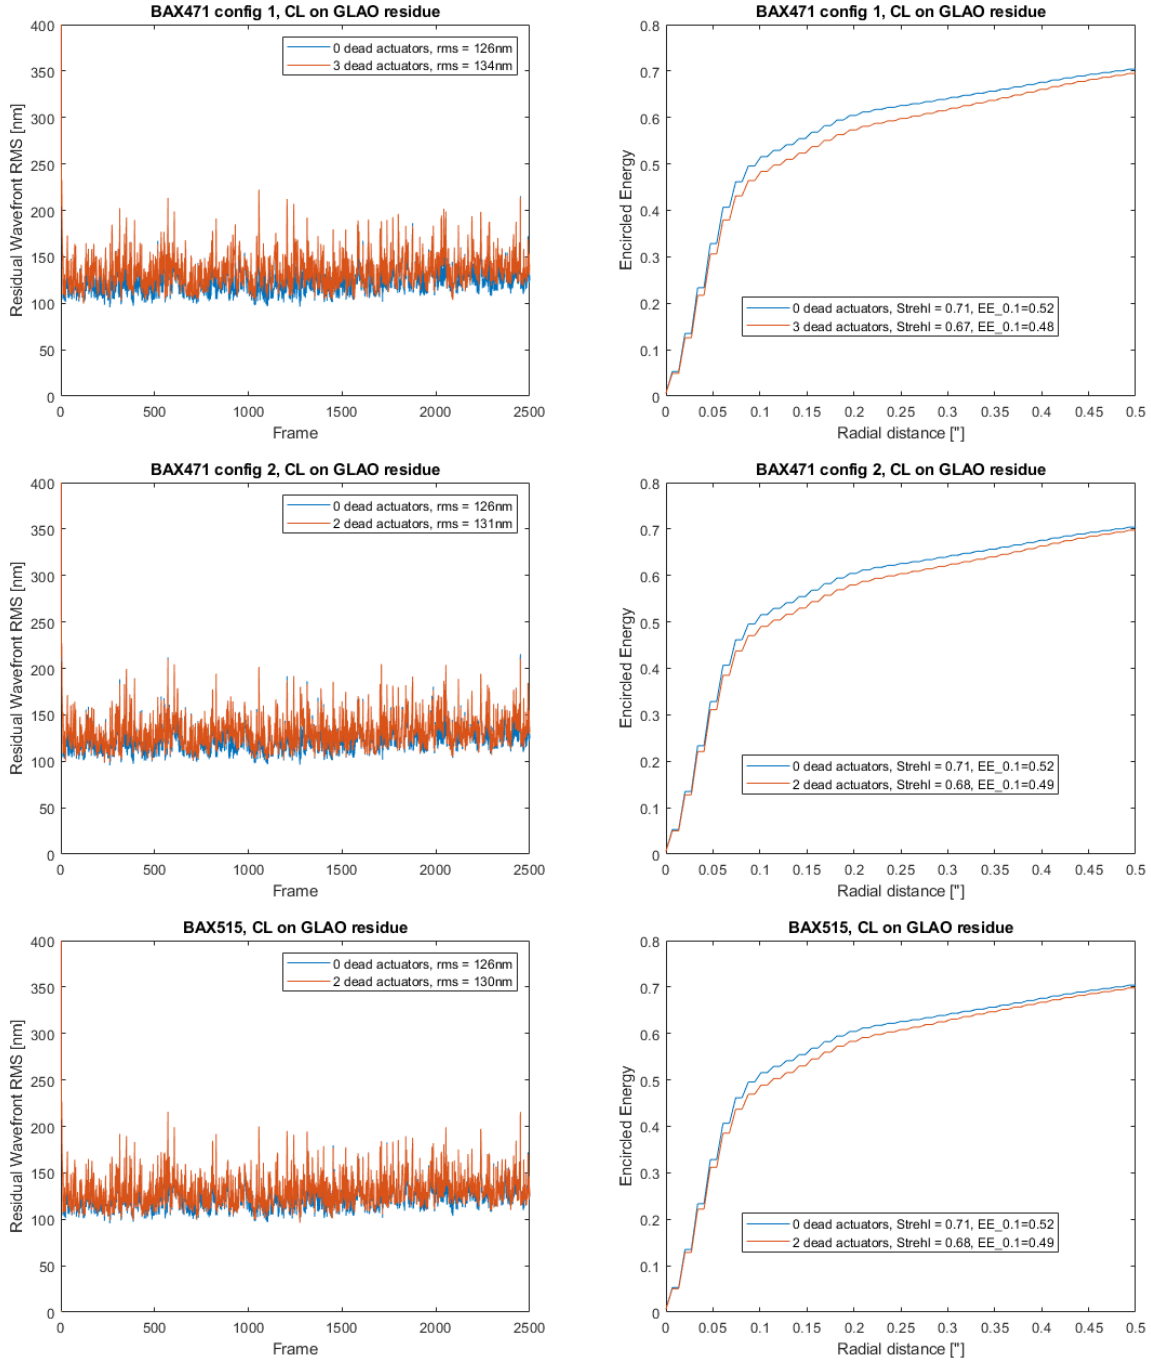 BAX471 config 1, CL on GLAO residue
400
350
300
250
200
150
100
50
0
Residual Wavefront RMS [nm]
0 dead actuators, rms = 126nm
3 dead actuators, rms = 134nm
0 500 1000 1500 2000 2500
Frame
BAX471 config 1, CL on GLAO residue
0.8
0.7
0.6
0.5
0.4
0.3
0.2
0.1
0
Encircled Energy
0 dead actuators, Strehl = 0.71, EE_0.1=0.52
3 dead actuators, Strehl = 0.67, EE_0.1=0.48
0 0.05 0.1 0.15 0.2 0.25 0.3 0.35 0.4 0.45 0.5
Radial distance ["]
BAX471 config 2, CL on GLAO residue
400
350
300
250
200
150
100
50
0
Residual Wavefront RMS [nm]
0 dead actuators, rms = 126nm
2 dead actuators, rms = 131nm
0 500 1000 1500 2000 2500
Frame
BAX471 config 2, CL on GLAO residue
0.8
0.7
0.6
0.5
0.4
0.3
0.2
0.1
0
Encircled Energy
0 dead actuators, Strehl = 0.71, EE_0.1=0.52
2 dead actuators, Strehl = 0.68, EE_0.1=0.49
0 0.05 0.1 0.15 0.2 0.25 0.3 0.35 0.4 0.45 0.5
Radial distance ["]
BAX515, CL on GLAO residue
400
350
300
250
200
150
100
50
0
Residual Wavefront RMS [nm]
0 dead actuators, rms = 126nm
2 dead actuators, rms = 130nm
0 500 1000 1500 2000 2500
Frame
BAX515, CL on GLAO residue
0.8
0.7
0.6
0.5
0.4
0.3
0.2
0.1
0
Encircled Energy
0 dead actuators, Strehl = 0.71, EE_0.1=0.52
2 dead actuators, Strehl = 0.68, EE_0.1=0.49
0 0.05 0.1 0.15 0.2 0.25 0.3 0.35 0.4 0.45 0.5
Radial distance ["]